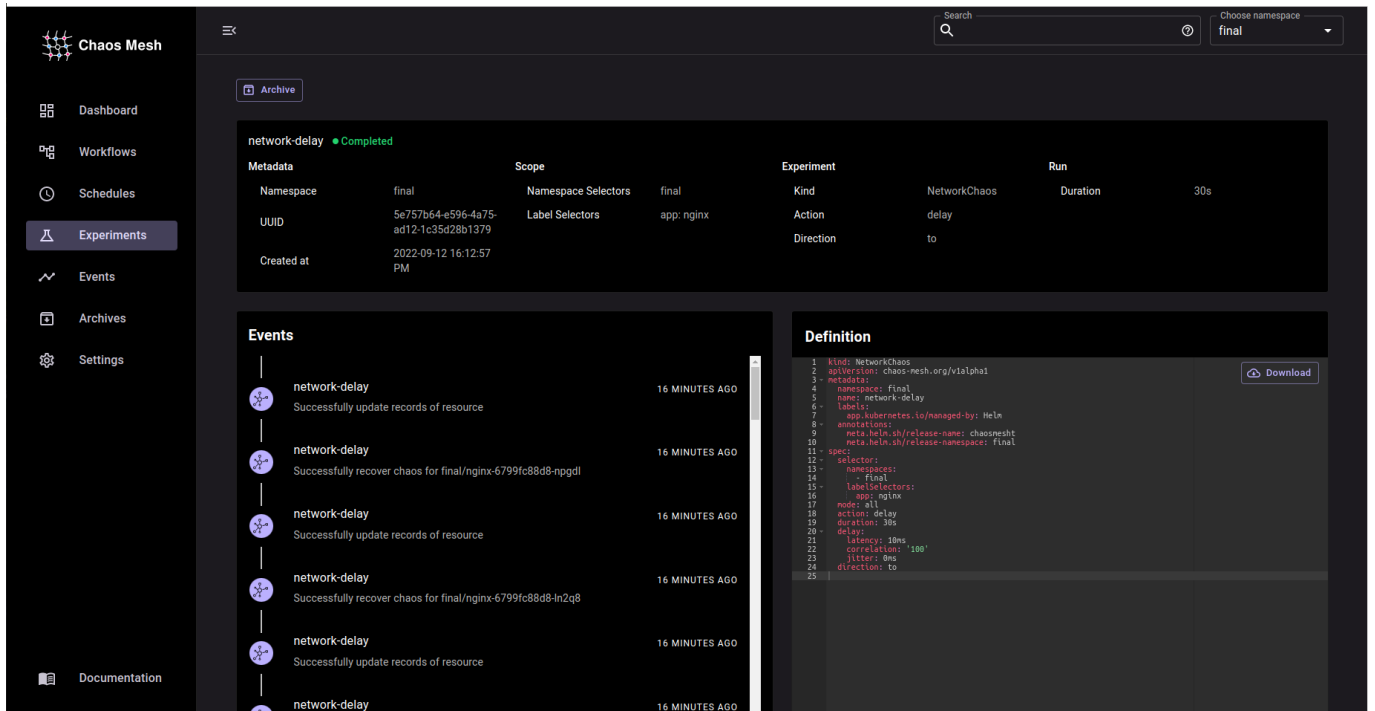 Chaos Mesh
Search
Choose namespace
final
Dashboard
Workflows
Schedules
Experiments
Events
Archives
Settings
Documentation
Archive
network-delay Completed
Metadata
Namespace final
UUID 5e757b64-e596-4a75-
ad12-1c35d28b1379
Created at 2022-09-12 16:12:57
PM
Scope
Namespace Selectors final
Label Selectors app: nginx
Experiment
Kind NetworkChaos
Action delay
Direction to
Run
Duration 30s
Events
network-delay 16 MINUTES AGO
Successfully update records of resource
network-delay 16 MINUTES AGO
Successfully recover chaos for final/nginx-6799fc88d8-npgdl
network-delay 16 MINUTES AGO
Successfully update records of resource
network-delay 16 MINUTES AGO
Successfully recover chaos for final/nginx-6799fc88d8-ln2q8
network-delay 16 MINUTES AGO
Successfully update records of resource
network-delay 16 MINUTES AGO
Definition
Download
1 kind: NetworkChaos
2 apiVersion: chaos-mesh.org/v1alpha1
3 metadata:
4 namespace: final
5 name: network-delay
6 labels:
7 app.kubernetes.io/managed-by: Helm
8 annotations:
9 meta.helm.sh/release-name: chaosmesht
10 meta.helm.sh/release-namespace: final
11 spec:
12 selector:
13 namespaces:
14 - final
15 labelSelectors:
16 app: nginx
17 mode: all
18 action: delay
19 duration: 30s
20 delay:
21 latency: 10ms
22 correlation: '100'
23 jitter: 0ms
24 direction: to
25